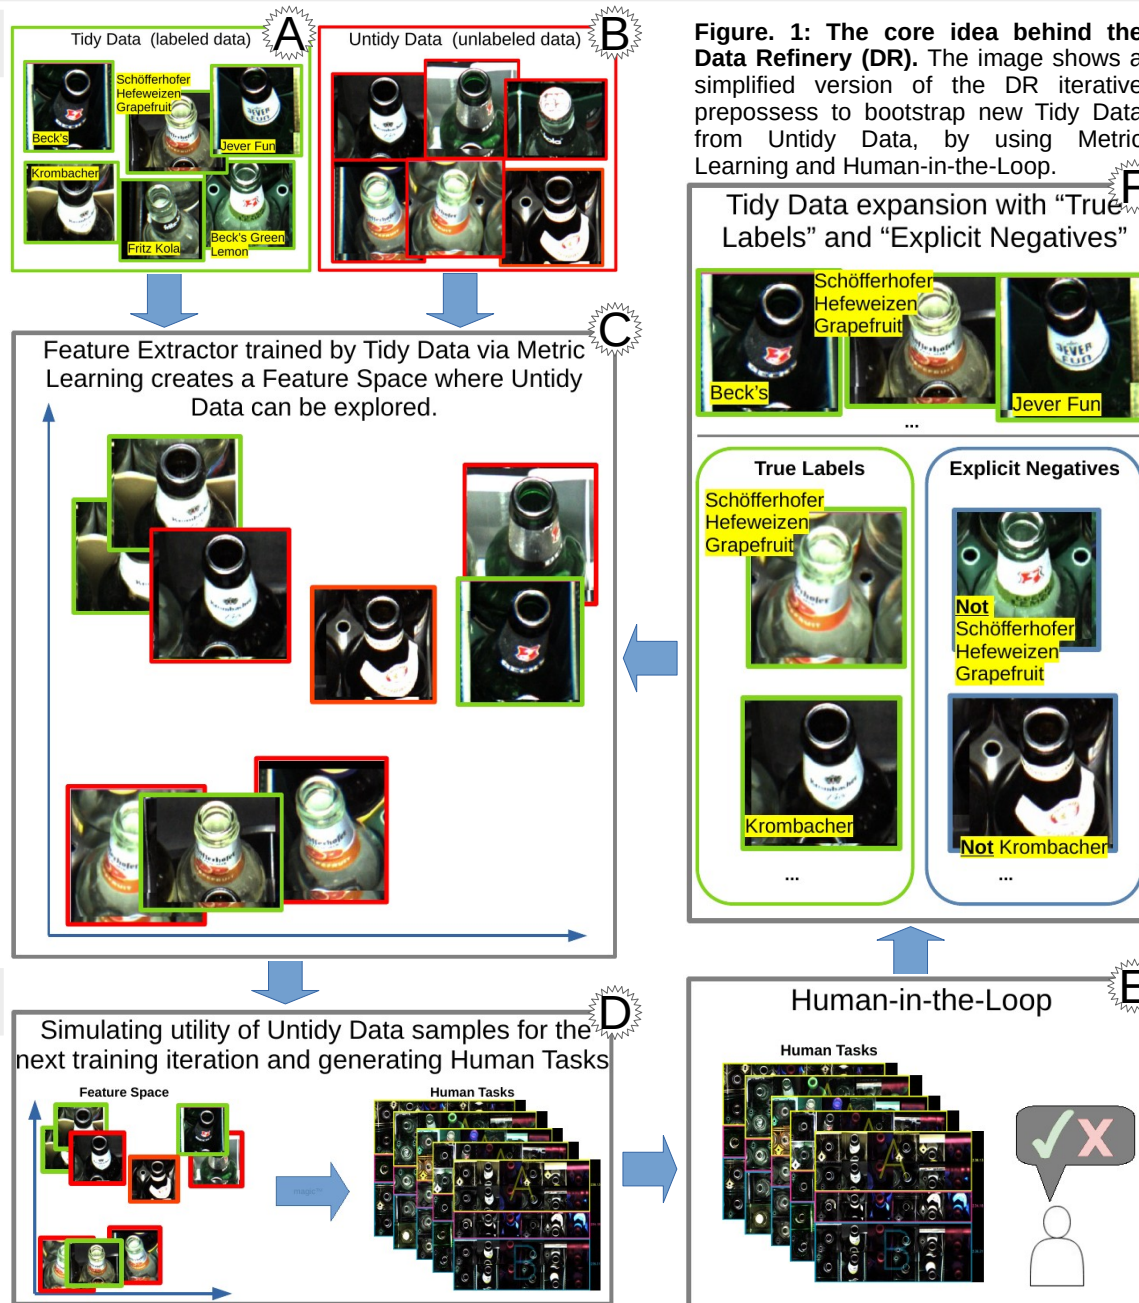 Tidy Data (labeled data)
A
Beck's
Schöfferhofer
Hefeweizen
Grapefruit
JEVER
FUN
Jever Fun
Krombacher
Fritz Kola
Beck's Green
Lemon
Untidy Data (unlabeled data)
B
Figure. 1: The core idea behind the
Data Refinery (DR). The image shows a
simplified version of the DR iterative
prepossess to bootstrap new Tidy Data
from Untidy Data, by using Metric
Learning and Human-in-the-Loop.
C
Feature Extractor trained by Tidy Data via Metric
Learning creates a Feature Space where Untidy
Data can be explored.
D
Simulating utility of Untidy Data samples for the
next training iteration and generating Human Tasks
Feature Space
magic™
Human Tasks
A
B
E
Human-in-the-Loop
Human Tasks
A
B
X
F
Tidy Data expansion with “True
Labels” and “Explicit Negatives”
Beck's
Schöfferhofer
Hefeweizen
Grapefruit
JEVER
FUN
Jever Fun
...
True Labels
Schöfferhofer
Hefeweizen
Grapefruit
Krombacher
...
Explicit Negatives
Not
Schöfferhofer
Hefeweizen
Grapefruit
Not Krombacher
...